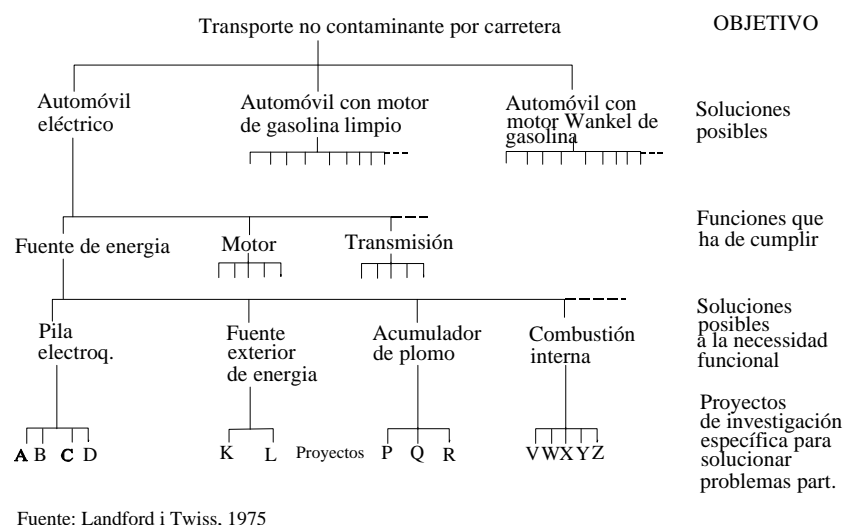 Transporte no contaminante por carretera
OBJETIVO
Automóvil
eléctrico
Automóvil con motor
de gasolina limpio
Automóvil con
motor Wankel de
gasolina
Soluciones
posibles
Fuente de energia
Motor
Transmisión
Funciones que
ha de cumplir
Pila
electroq.
Fuente
exterior
de energía
Acumulador
de plomo
Combustión
interna
Soluciones
posibles
à la necessidad
funcional
A B C D
K L
Proyectos
P Q R
V W X Y Z
Proyectos
de investigación
específica para
solucionar
problemas part.
Fuente: Landford i Twiss, 1975